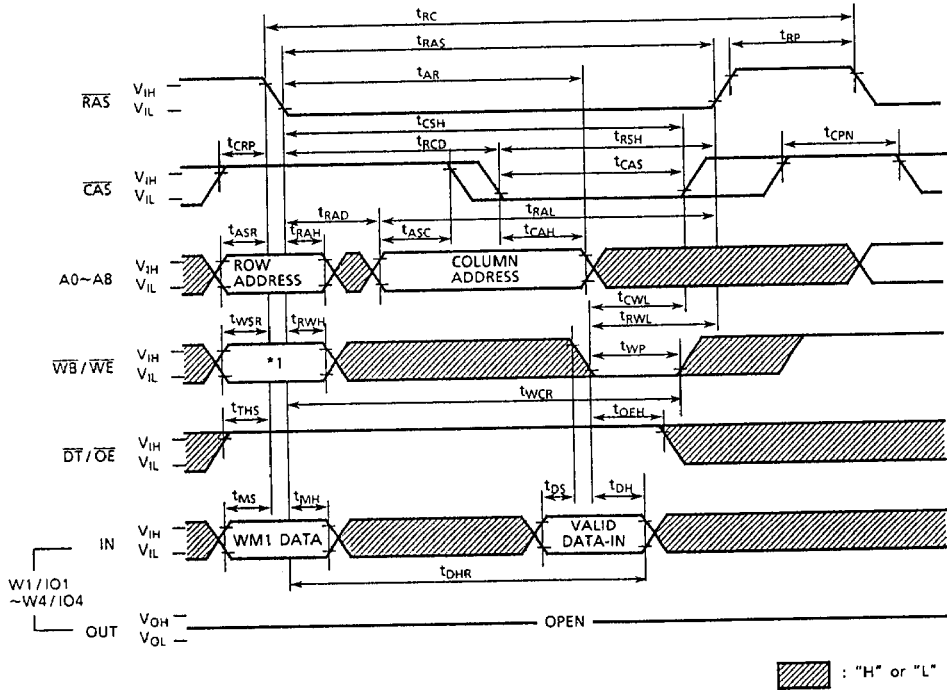 tRC
tRAS
tRP
tAR
RAS
VIH
VIL
tCSH
tCRP
tRCD
tRSH
tCPN
tCAS
CAS
VIH
VIL
tRAD
tRAL
tASR
tRAH
tASC
tCAH
A0~A8
VIH
VIL
ROW ADDRESS
COLUMN ADDRESS
tCWL
tWSR
tRWH
tRWL
WB/WE
VIH
VIL
*1
tWP
tWCR
tTHS
tOEH
DT/OE
VIH
VIL
tMS
tMH
tDS
tDH
IN
VIH
VIL
WM1 DATA
VALID DATA-IN
tDHR
W1/IO1
~W4/IO4
OUT
VOH
VOL
OPEN
: "H" or "L"